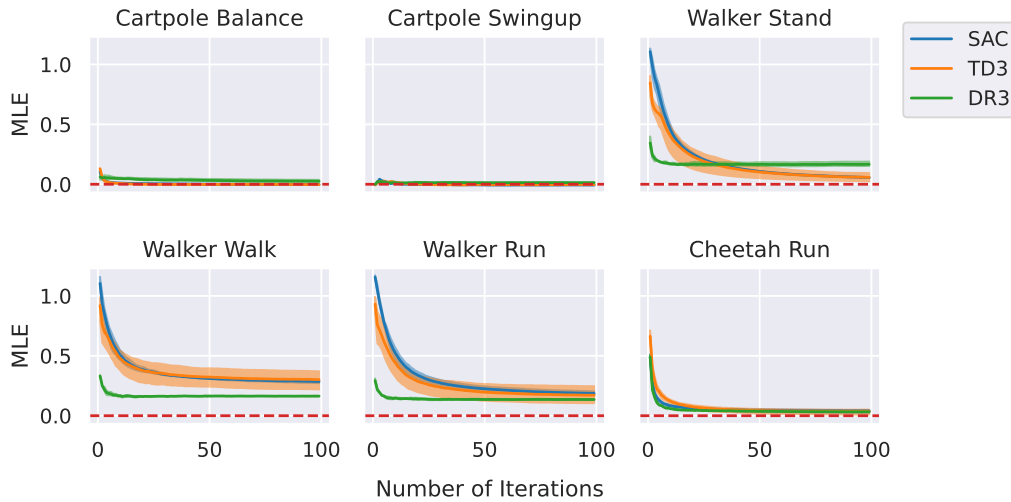 Cartpole Balance
Cartpole Swingup
Walker Stand
SAC
TD3
DR3
MLE
1.0
0.5
0.0
Walker Walk
Walker Run
Cheetah Run
MLE
1.0
0.5
0.0
0 50 100
0 50 100
0 50 100
Number of Iterations